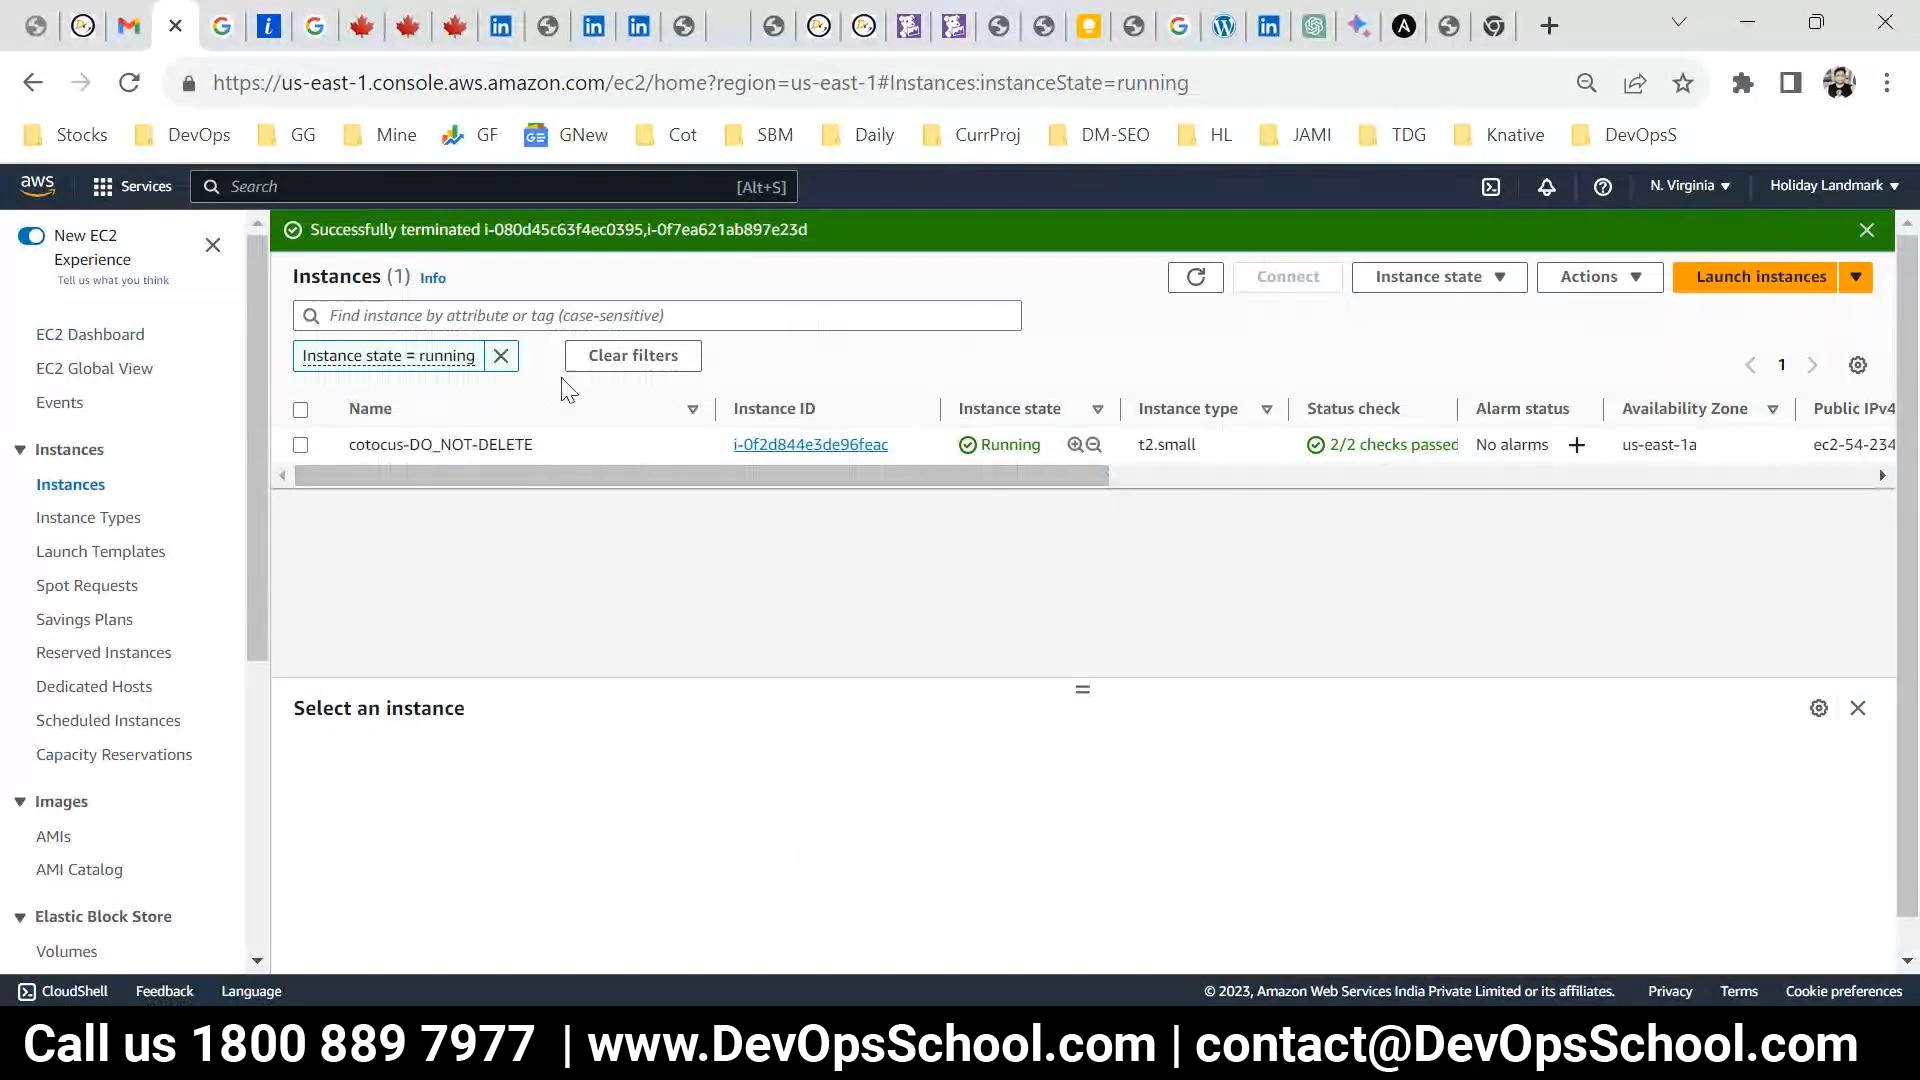 https://us-east-1.console.aws.amazon.com/ec2/home?region=us-east-1#Instances:instanceState=running
Stocks DevOps GG Mine GF GNew Cot SBM Daily CurrProj DM-SEO HL JAMI TDG Knative DevOpsS
aws Services Search [Alt+S] N. Virginia Holiday Landmark
New EC2
Experience
Tell us what you think
EC2 Dashboard
EC2 Global View
Events
Instances
Instances
Instance Types
Launch Templates
Spot Requests
Savings Plans
Reserved Instances
Dedicated Hosts
Scheduled Instances
Capacity Reservations
Images
AMIs
AMI Catalog
Elastic Block Store
Volumes
Successfully terminated i-080d45c63f4ec0395,i-0f7ea621ab897e23d
Instances (1) Info Connect Instance state Actions Launch instances
Find instance by attribute or tag (case-sensitive)
Instance state = running Clear filters 1
Name Instance ID Instance state Instance type Status check Alarm status Availability Zone Public IPv4
cotocus-DO_NOT-DELETE i-0f2d844e3de96feac Running t2.small 2/2 checks passed No alarms us-east-1a ec2-54-234
Select an instance
CloudShell Feedback Language © 2023, Amazon Web Services India Private Limited or its affiliates. Privacy Terms Cookie preferences
Call us 1800 889 7977 | www.DevOpsSchool.com | contact@DevOpsSchool.com